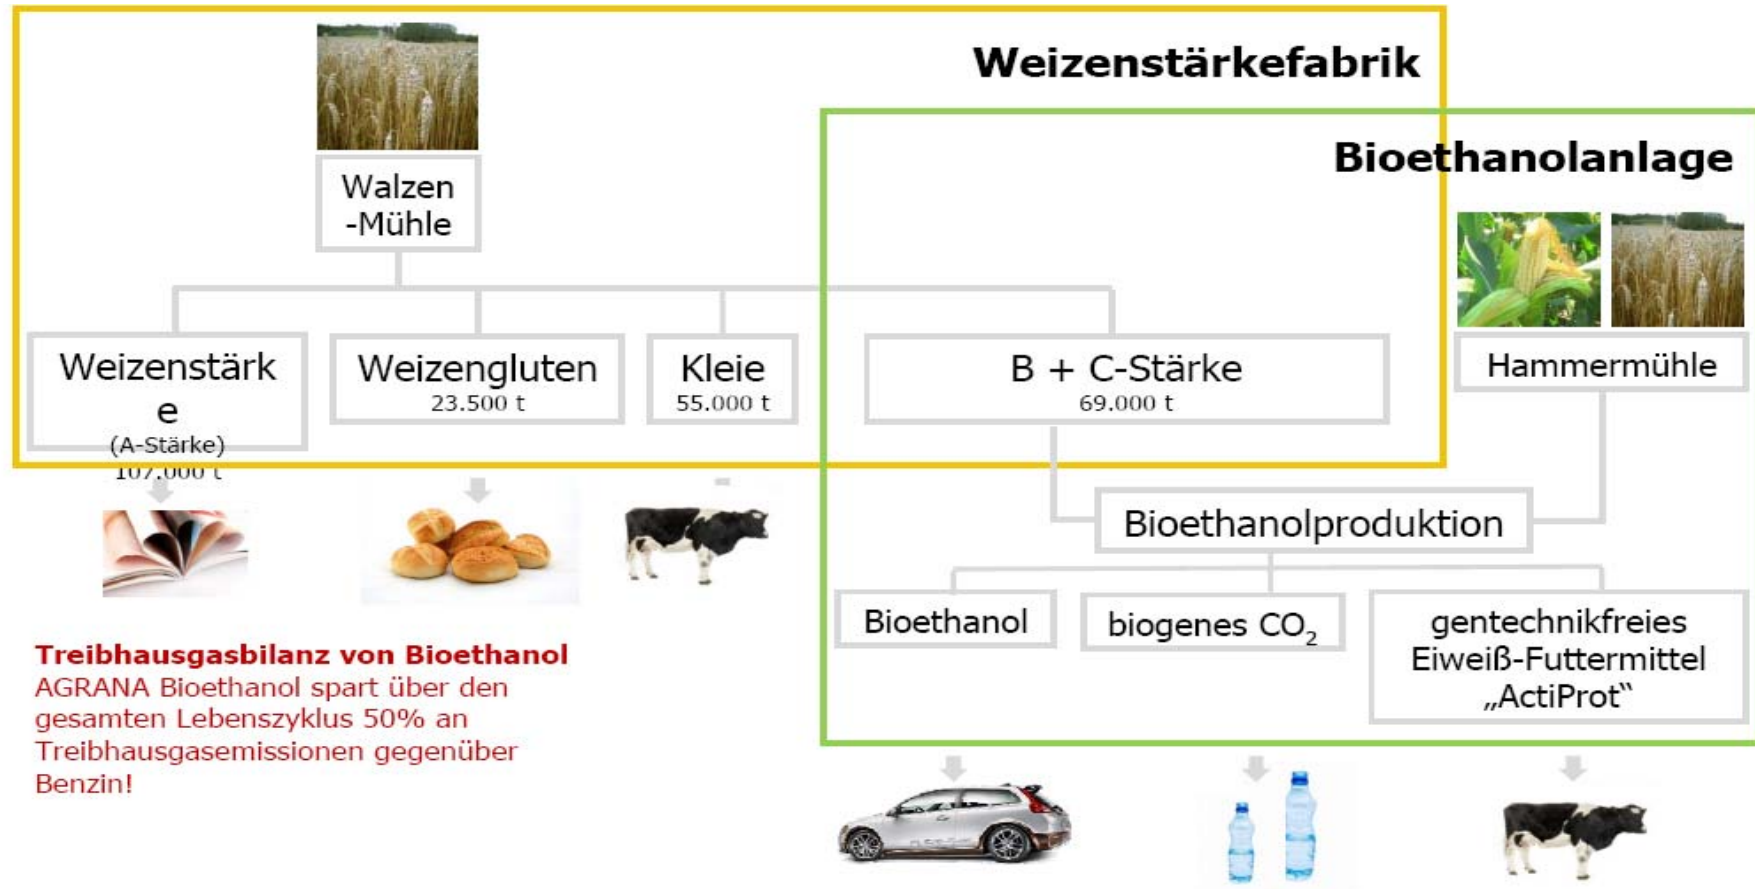 Weizenstärkefabrik
Bioethanolanlage
Walzen
-Mühle
Weizenstärk
e
(A-Stärke)
107.000 t
Weizengluten
23.500 t
Kleie
55.000 t
B + C-Stärke
69.000 t
Hammermühle
Bioethanolproduktion
Bioethanol
biogenes CO₂
gentechnikfreies
Eiweiß-Futtermittel
„ActiProt“
Treibhausgasbilanz von Bioethanol
AGRANA Bioethanol spart über den
gesamten Lebenszyklus 50% an
Treibhausgasemissionen gegenüber
Benzin!